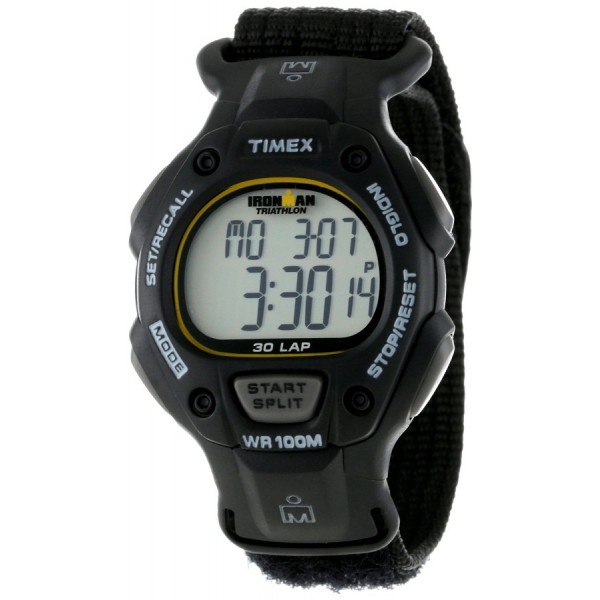 M
TIMEX
IRONMAN
TRIATHLON
SET/RECALL
INDIGLO
MO 3-07
P
3:30 14
MODE
STOP/RESET
30 LAP
START
SPLIT
WR 100M
M